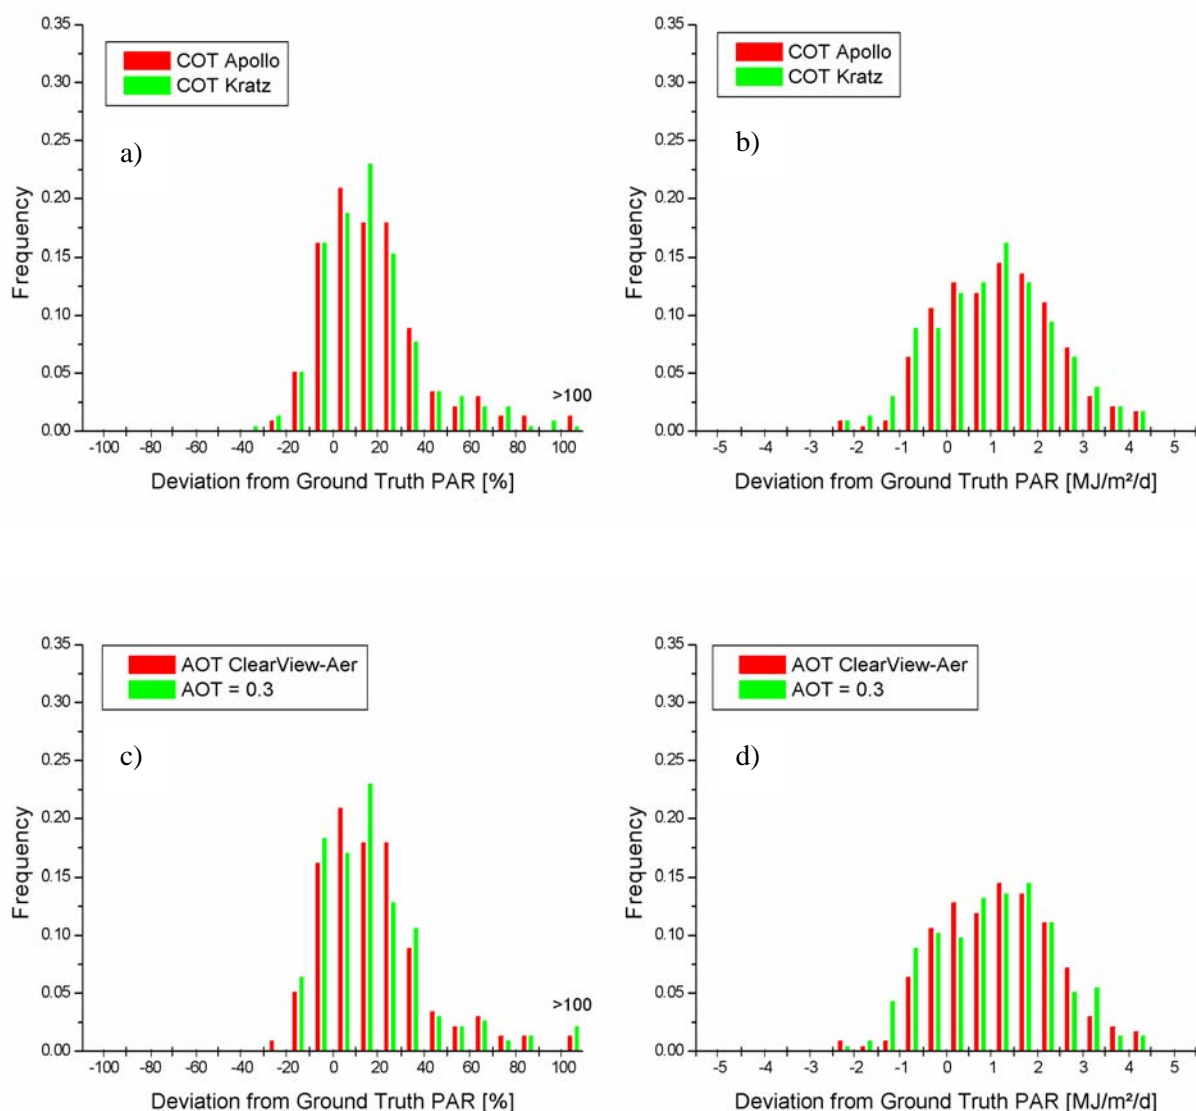 0.35
0.30
0.25
0.20
0.15
0.10
0.05
0.00
Frequency
COT Apollo
COT Kratz
a)
>100
-100 -80 -60 -40 -20 0 20 40 60 80 100
Deviation from Ground Truth PAR [%]
0.35
0.30
0.25
0.20
0.15
0.10
0.05
0.00
Frequency
COT Apollo
COT Kratz
b)
-5 -4 -3 -2 -1 0 1 2 3 4 5
Deviation from Ground Truth PAR [MJ/m²/d]
0.35
0.30
0.25
0.20
0.15
0.10
0.05
0.00
Frequency
AOT ClearView-Aer
AOT = 0.3
c)
>100
-100 -80 -60 -40 -20 0 20 40 60 80 100
Deviation from Ground Truth PAR [%]
0.35
0.30
0.25
0.20
0.15
0.10
0.05
0.00
Frequency
AOT ClearView-Aer
AOT = 0.3
d)
-5 -4 -3 -2 -1 0 1 2 3 4 5
Deviation from Ground Truth PAR [MJ/m²/d]